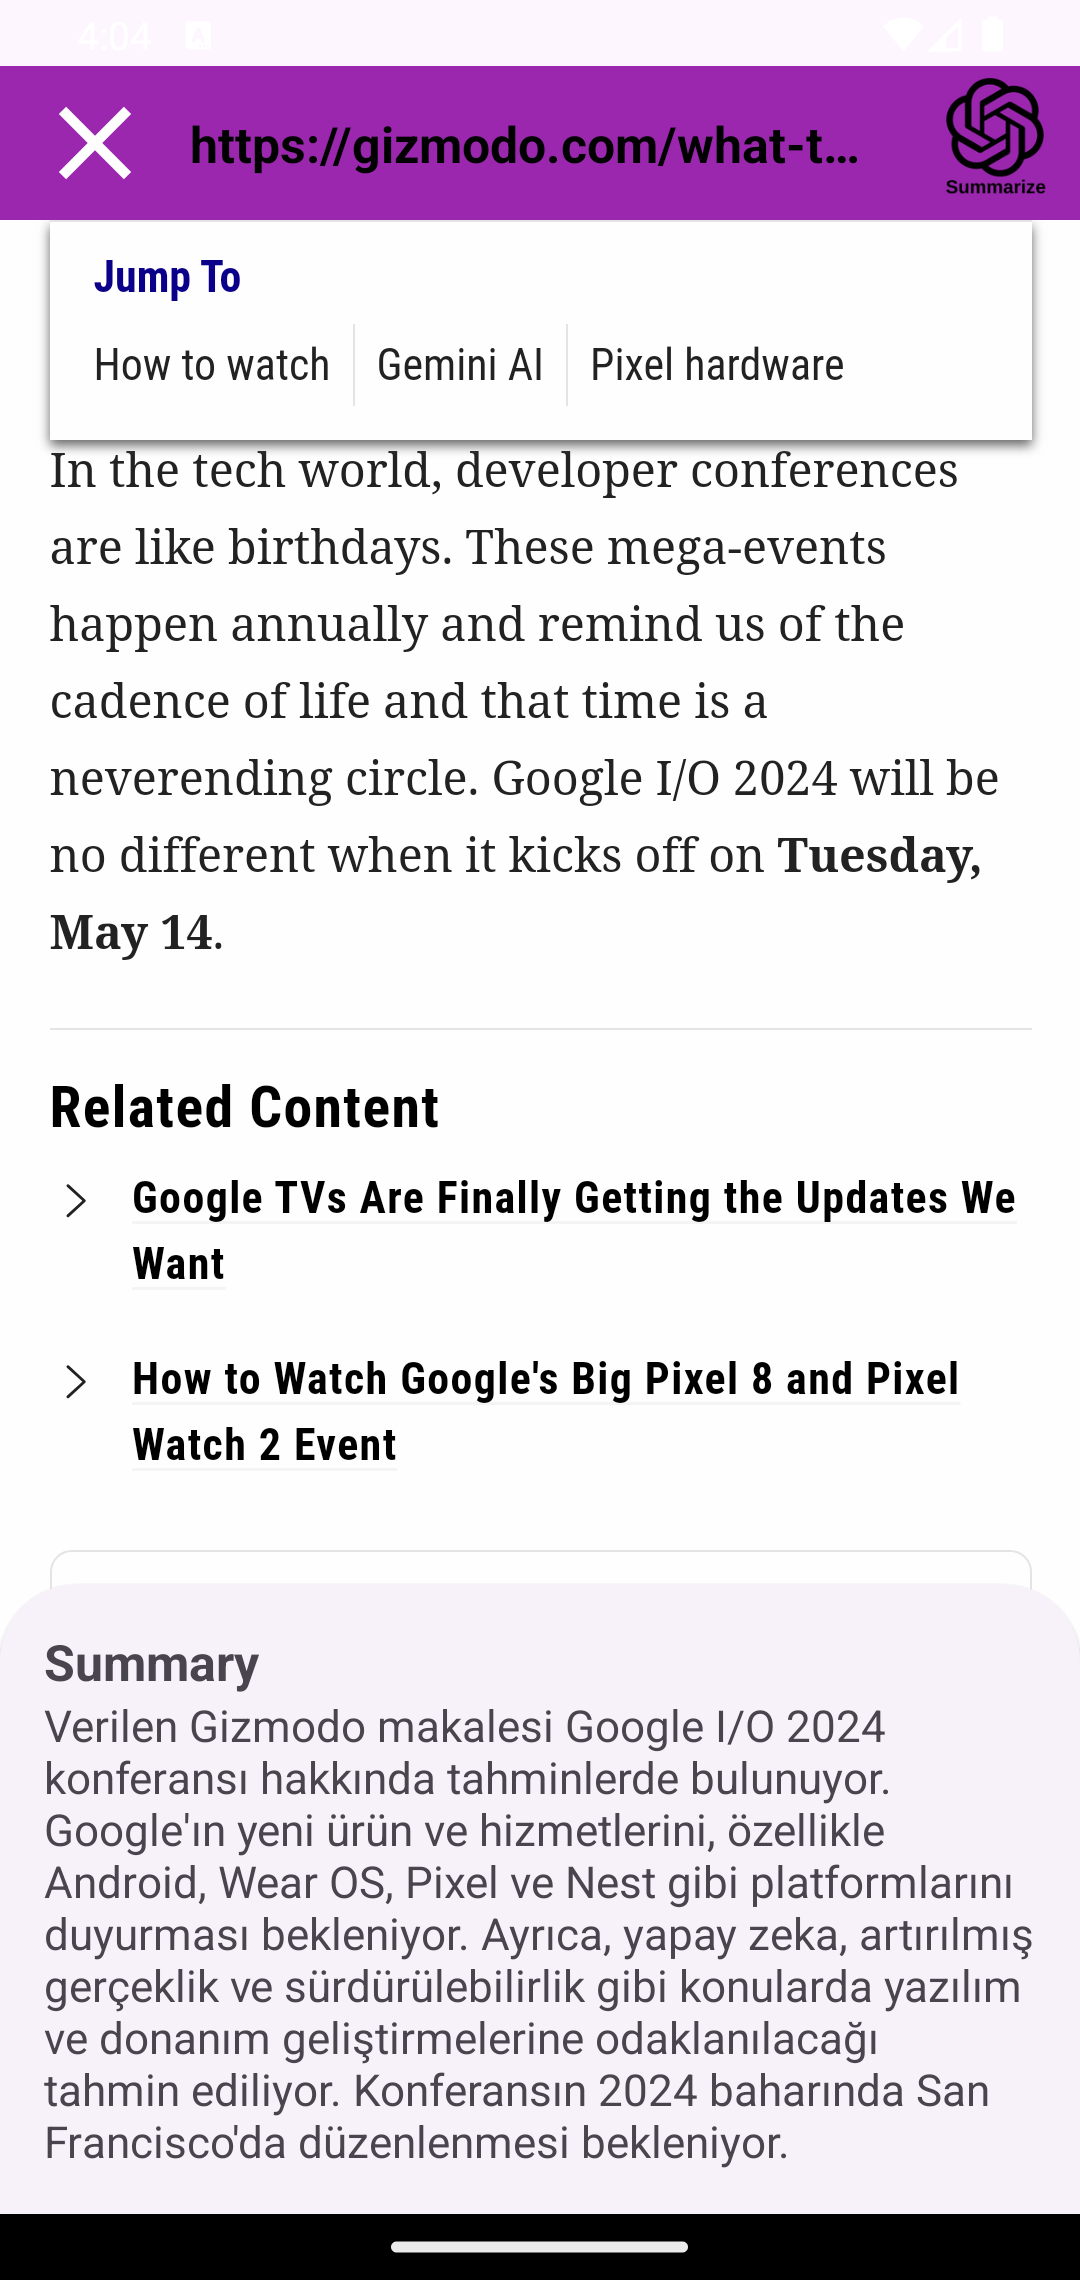 4:04
A
https://gizmodo.com/what-t...
Summarize
Jump To
How to watch
Gemini AI
Pixel hardware
In the tech world, developer conferences
are like birthdays. These mega-events
happen annually and remind us of the
cadence of life and that time is a
neverending circle. Google I/O 2024 will be
no different when it kicks off on Tuesday,
May 14.
Related Content
Google TVs Are Finally Getting the Updates We
Want
How to Watch Google's Big Pixel 8 and Pixel
Watch 2 Event
Summary
Verilen Gizmodo makalesi Google I/O 2024
konferansı hakkında tahminlerde bulunuyor.
Google'ın yeni ürün ve hizmetlerini, özellikle
Android, Wear OS, Pixel ve Nest gibi platformlarını
duyurması bekleniyor. Ayrıca, yapay zeka, artırılmış
gerçeklik ve sürdürülebilirlik gibi konularda yazılım
ve donanım geliştirmelerine odaklanılacağı
tahmin ediliyor. Konferansın 2024 baharında San
Francisco'da düzenlenmesi bekleniyor.